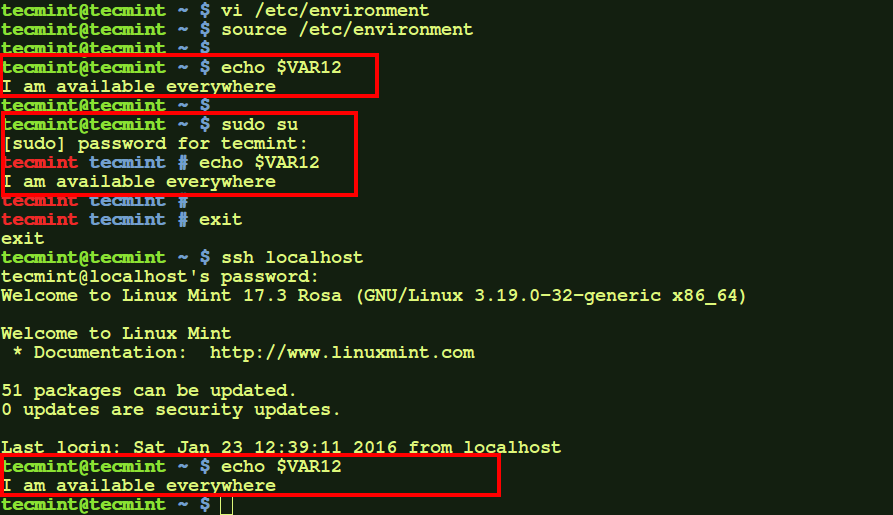 tecmint@tecmint ~ $ vi /etc/environment
tecmint@tecmint ~ $ source /etc/environment
tecmint@tecmint ~ $
tecmint@tecmint ~ $ echo $VAR12
I am available everywhere
tecmint@tecmint ~ $
tecmint@tecmint ~ $ sudo su
[sudo] password for tecmint:
tecmint tecmint # echo $VAR12
I am available everywhere
tecmint tecmint #
tecmint tecmint # exit
exit
tecmint@tecmint ~ $ ssh localhost
tecmint@localhost's password:
Welcome to Linux Mint 17.3 Rosa (GNU/Linux 3.19.0-32-generic x86_64)
Welcome to Linux Mint
* Documentation:  http://www.linuxmint.com
51 packages can be updated.
0 updates are security updates.
Last login: Sat Jan 23 12:39:11 2016 from localhost
tecmint@tecmint ~ $ echo $VAR12
I am available everywhere
tecmint@tecmint ~ $